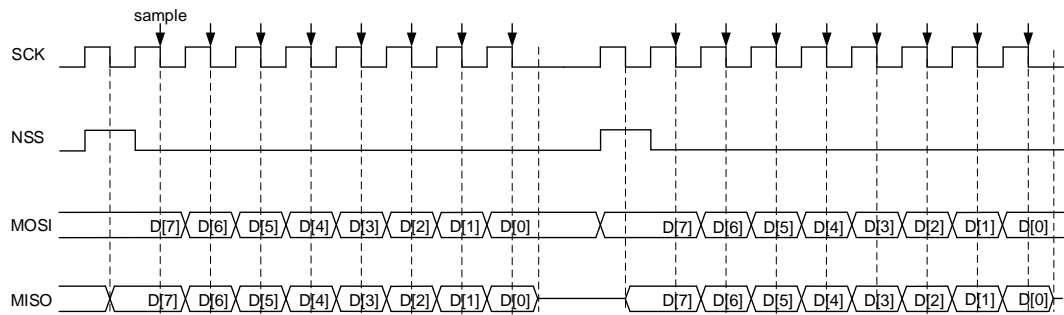 sample
SCK
NSS
MOSI D[7] D[6] D[5] D[4] D[3] D[2] D[1] D[0] D[7] D[6] D[5] D[4] D[3] D[2] D[1] D[0]
MISO D[7] D[6] D[5] D[4] D[3] D[2] D[1] D[0] D[7] D[6] D[5] D[4] D[3] D[2] D[1] D[0]